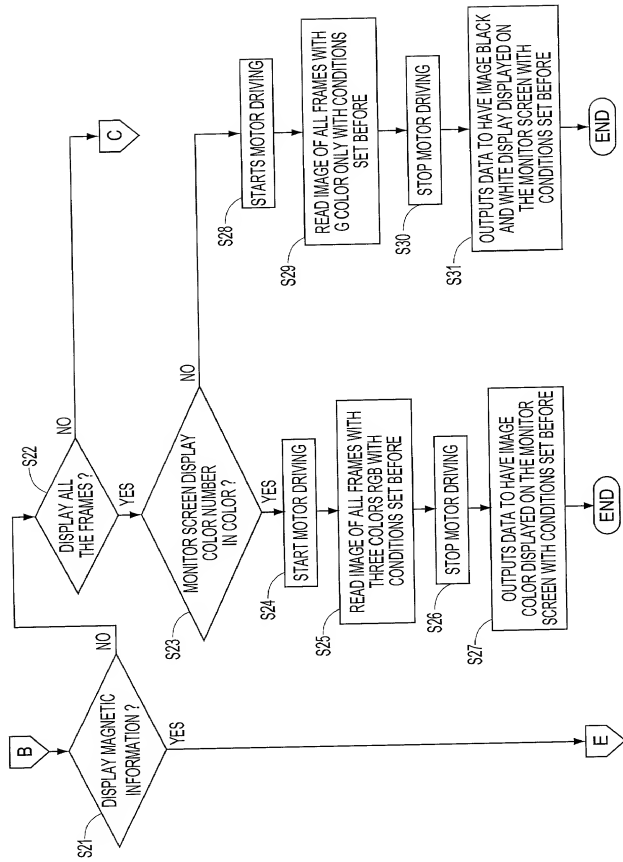 B
S21
DISPLAY MAGNETIC
INFORMATION ?
NO
YES
E
S22
DISPLAY ALL
THE FRAMES ?
NO
C
YES
S23
MONITOR SCREEN DISPLAY
COLOR NUMBER
IN COLOR ?
NO
YES
S24
START MOTOR DRIVING
S25
READ IMAGE OF ALL FRAMES WITH
THREE COLORS RGB WITH
CONDITIONS SET BEFORE
S26
STOP MOTOR DRIVING
S27
OUTPUTS DATA TO HAVE IMAGE
COLOR DISPLAYED ON THE MONITOR
SCREEN WITH CONDITIONS SET BEFORE
END
S28
STARTS MOTOR DRIVING
S29
READ IMAGE OF ALL FRAMES WITH
G COLOR ONLY WITH CONDITIONS
SET BEFORE
S30
STOP MOTOR DRIVING
S31
OUTPUTS DATA TO HAVE IMAGE BLACK
AND WHITE DISPLAY DISPLAYED ON
THE MONITOR SCREEN WITH
CONDITIONS SET BEFORE
END